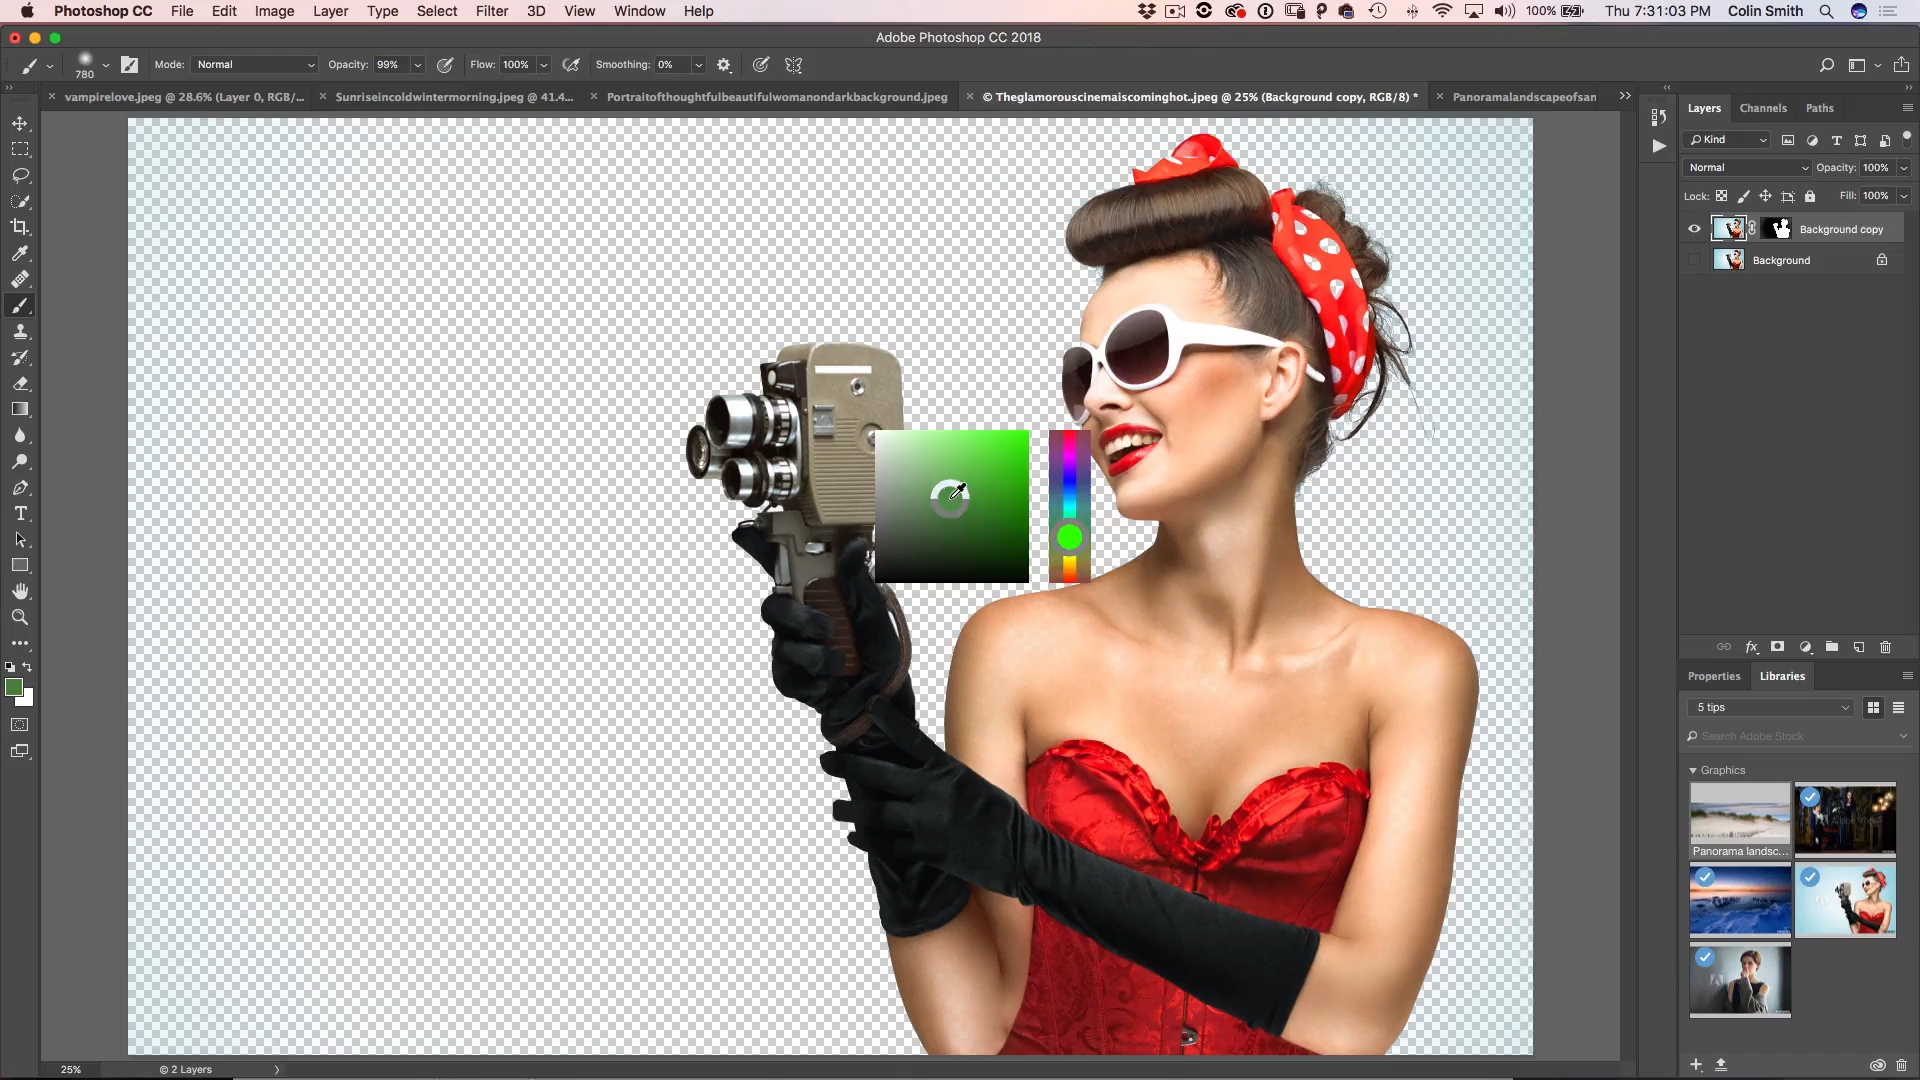 Photoshop CC File Edit Image Layer Type Select Filter 3D View Window Help 100% Thu 7:31:03 PM Colin Smith
Adobe Photoshop CC 2018
780 Mode: Normal Opacity: 99% Flow: 100% Smoothing: 0%
vampirelove.jpeg @ 28.6% (Layer 0, RGB/... Sunriseincoldwintermorning.jpeg @ 41.4... Portraitofthoughtfulbeautifulwomanondarkbackground.jpeg © Theglamorouscinemaiscominghot..jpeg @ 25% (Background copy, RGB/8) * Panoramalandscapeofsan
Layers Channels Paths
Kind
Normal Opacity: 100%
Lock: Fill: 100%
Background copy
Background
Properties Libraries
5 tips
Search Adobe Stock
Graphics
Panorama landsc...
25% © 2 Layers